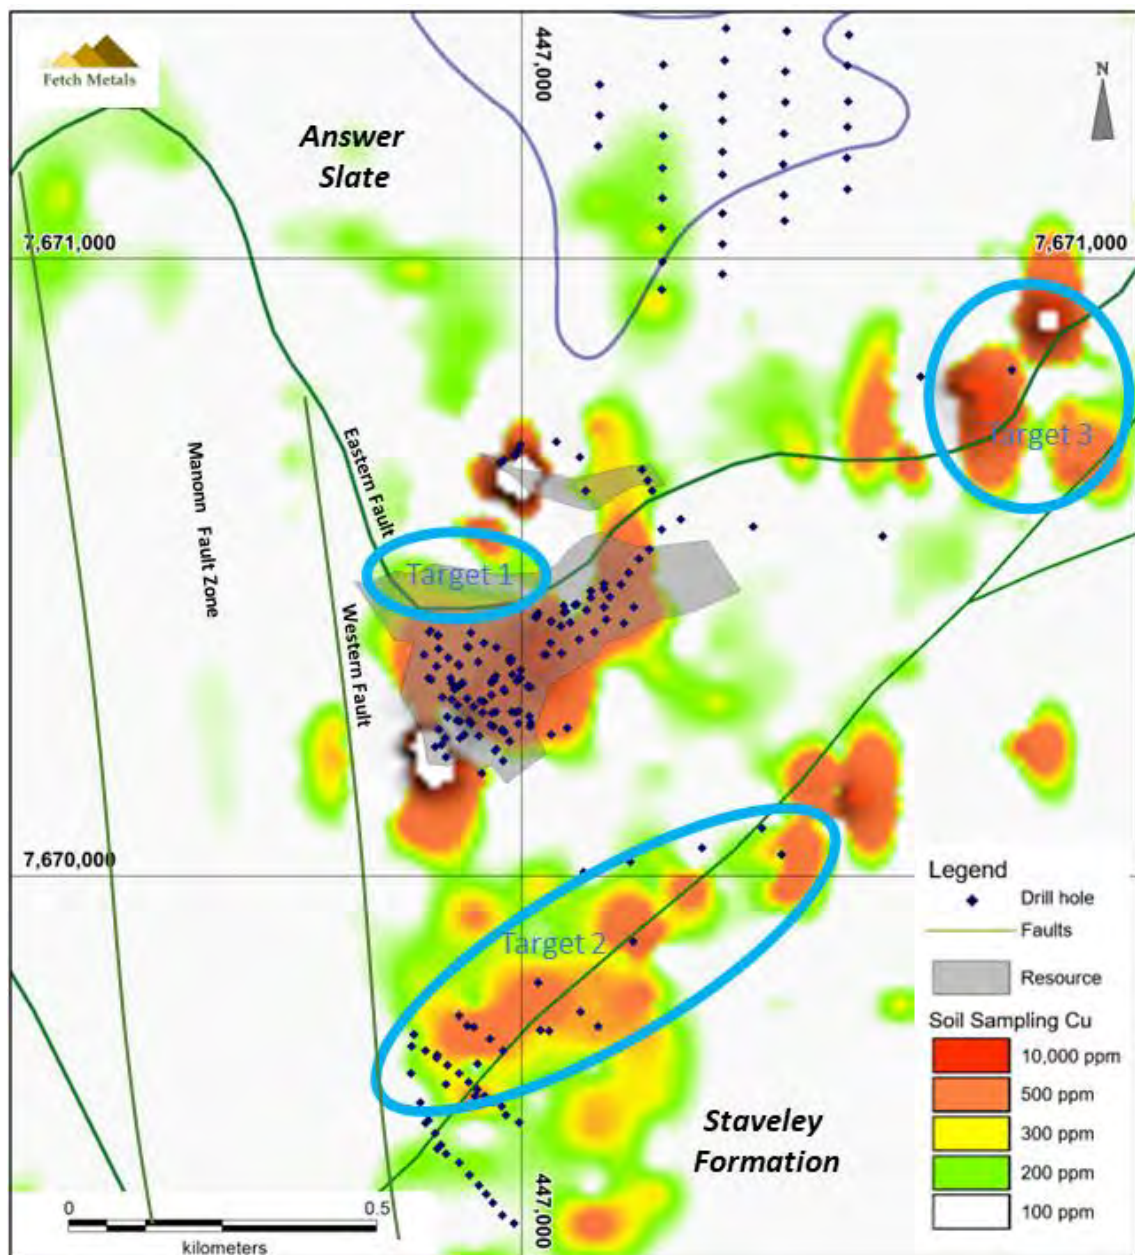 Fetch Metals
447,000
N
Answer
Slate
7,671,000
7,671,000
Eastern Fault
Manonn Fault Zone
Target 3
Target 1
Western Fault
7,670,000
Target 2
Legend
Drill hole
Faults
Resource
Soil Sampling Cu
10,000 ppm
500 ppm
300 ppm
200 ppm
100 ppm
Staveley
Formation
447,000
0
0.5
kilometers